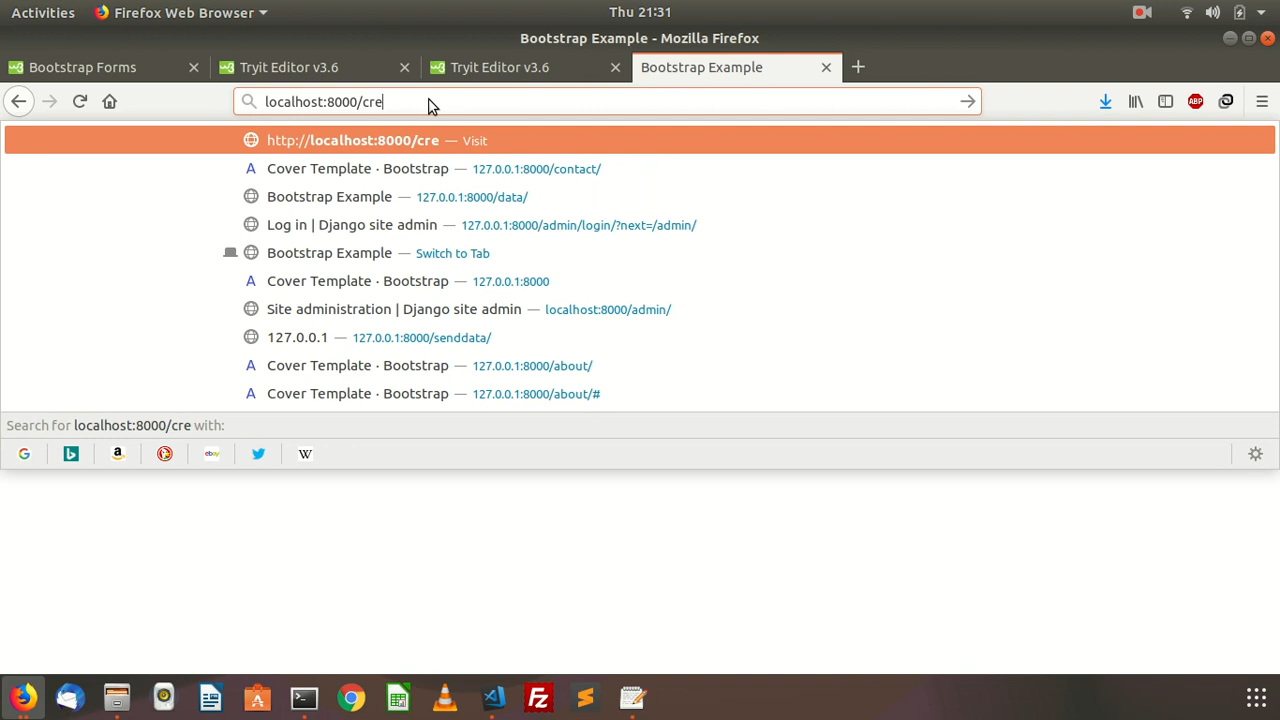 Activities Firefox Web Browser Thu 21:31
Bootstrap Example - Mozilla Firefox
Bootstrap Forms Tryit Editor v3.6 Tryit Editor v3.6 Bootstrap Example
localhost:8000/cre
http://localhost:8000/cre — Visit
Cover Template · Bootstrap — 127.0.0.1:8000/contact/
Bootstrap Example — 127.0.0.1:8000/data/
Log in | Django site admin — 127.0.0.1:8000/admin/login/?next=/admin/
Bootstrap Example — Switch to Tab
Cover Template · Bootstrap — 127.0.0.1:8000
Site administration | Django site admin — localhost:8000/admin/
127.0.0.1 — 127.0.0.1:8000/senddata/
Cover Template · Bootstrap — 127.0.0.1:8000/about/
Cover Template · Bootstrap — 127.0.0.1:8000/about/#
Search for localhost:8000/cre with: